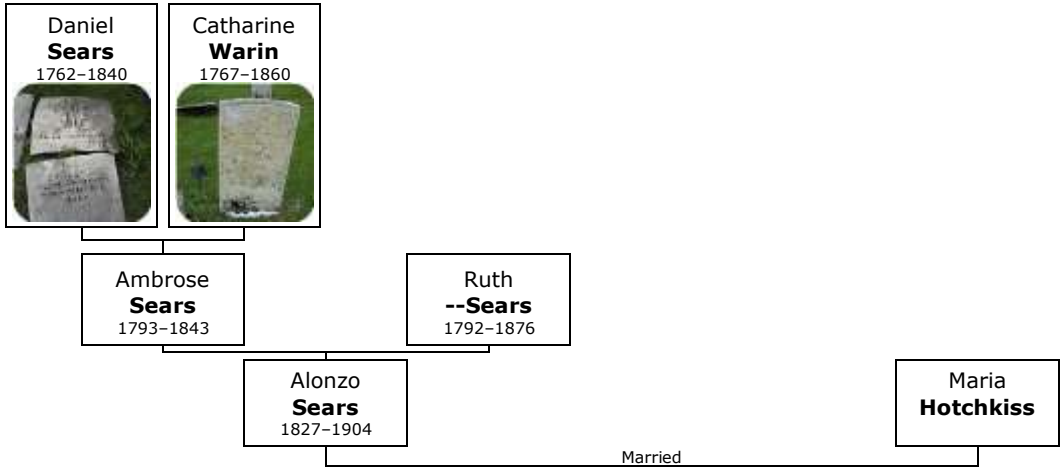 Daniel
Sears
1762–1840
Catharine
Warin
1767–1860
Ambrose
Sears
1793–1843
Ruth
--Sears
1792–1876
Alonzo
Sears
1827–1904
Maria
Hotchkiss
Married